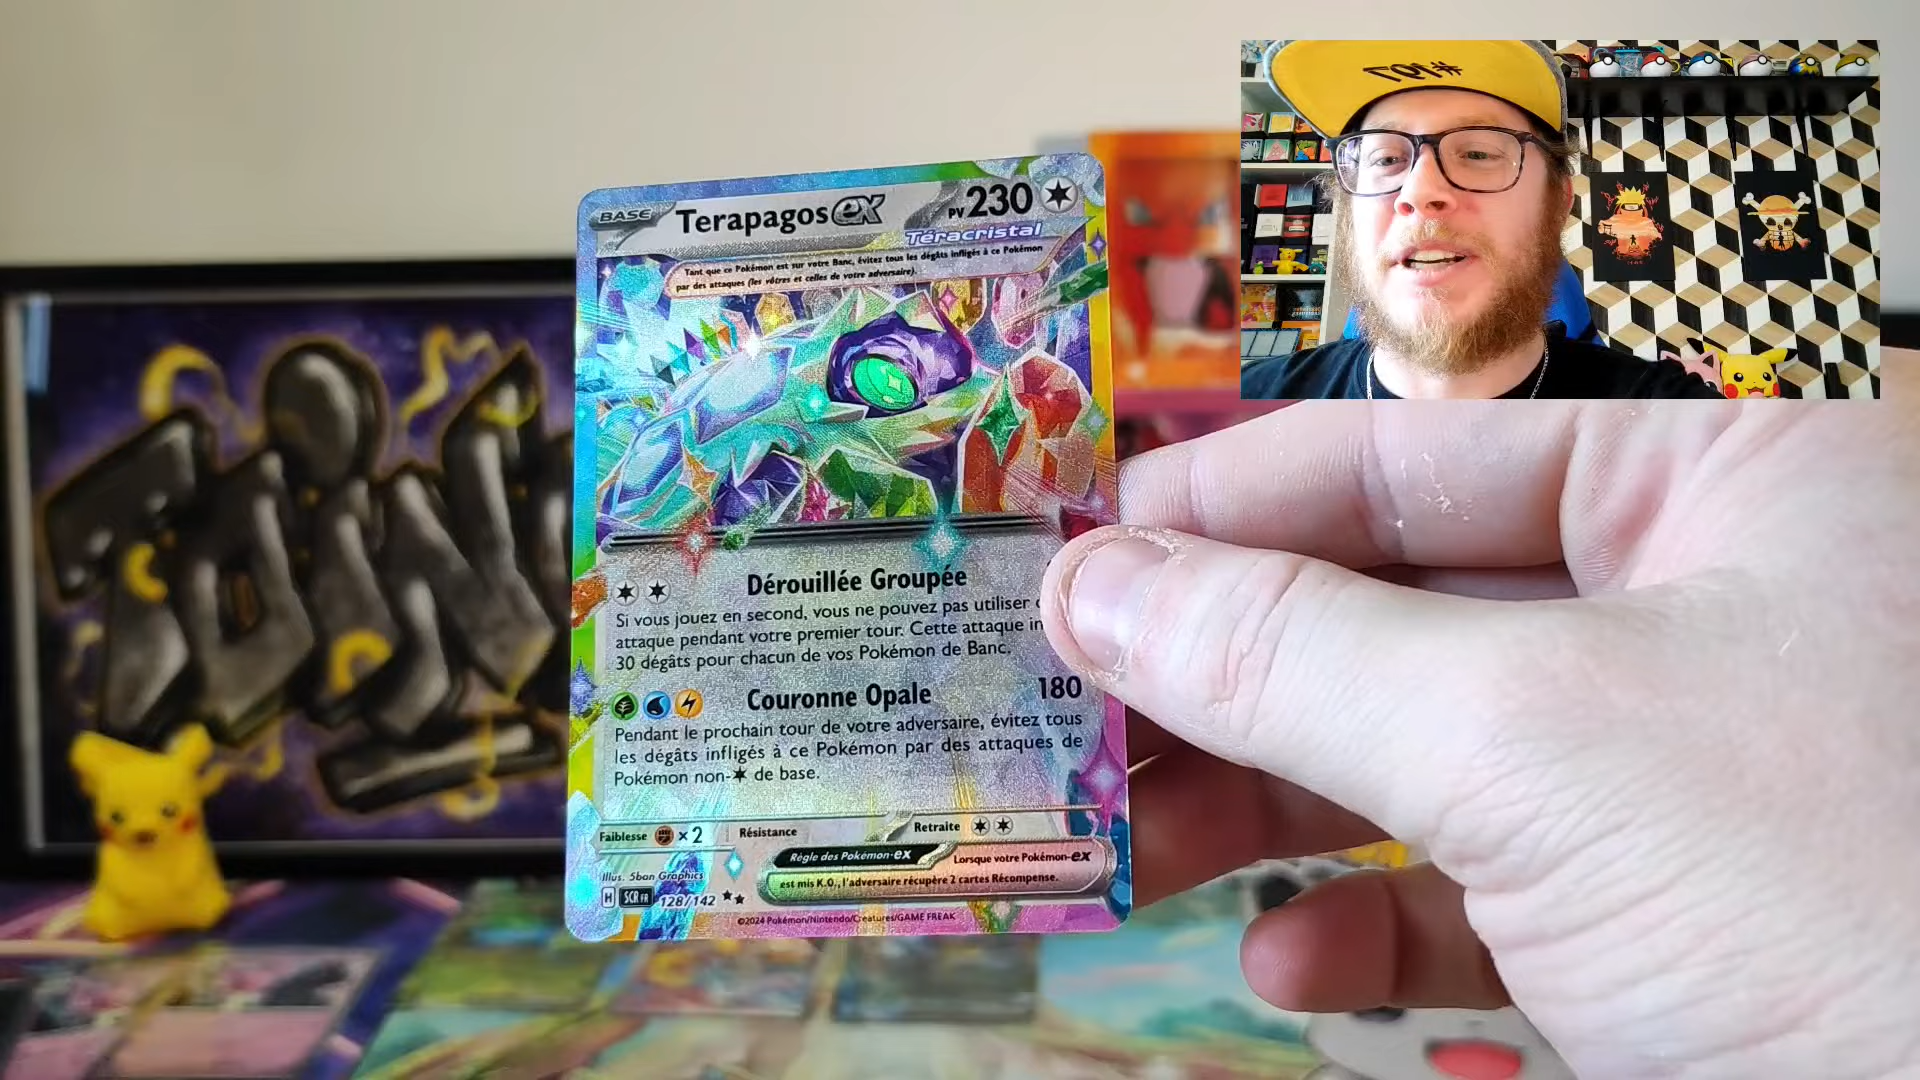 BASE Terapagos ex PV 230
Téracristal
Tant que ce Pokémon est sur votre Banc, évitez tous les dégâts infligés à ce Pokémon
par des attaques (les vôtres et celles de votre adversaire).
Dérouillée Groupée
Si vous jouez en second, vous ne pouvez pas utiliser
attaque pendant votre premier tour. Cette attaque
30 dégâts pour chacun de vos Pokémon de Banc.
Couronne Opale 180
Pendant le prochain tour de votre adversaire, évitez tous
les dégâts infligés à ce Pokémon par des attaques de
Pokémon non- de base.
Faiblesse ×2 Résistance Retraite
Règle des Pokémon-ex Lorsque votre Pokémon-ex
est mis K.O., l'adversaire récupère 2 cartes Récompense.
Illus. 5ban Graphics
H SCR FR 128/142
©2024 Pokémon/Nintendo/Creatures/GAME FREAK